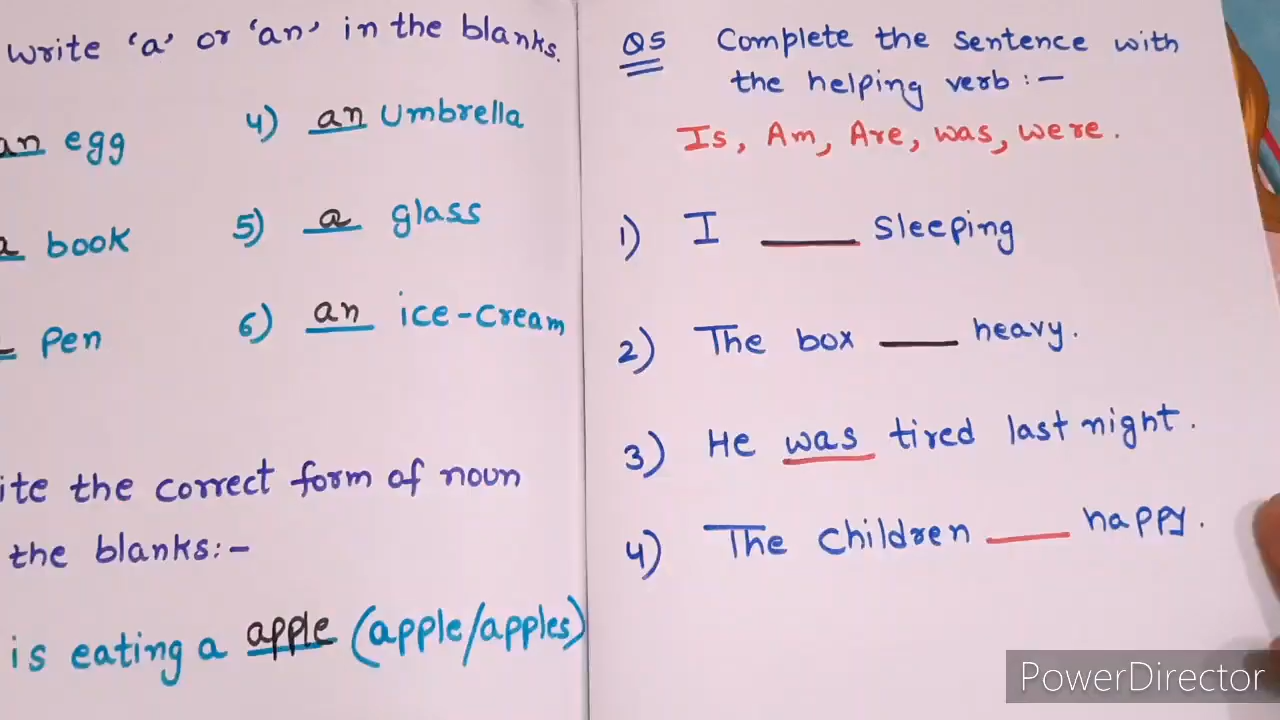 write 'a' or 'an' in the blanks.
an egg
4) an Umbrella
a book
5) a glass
Pen
6) an ice-cream
ite the correct form of noun
the blanks:-
is eating a apple (apple/apples)
Q5 Complete the sentence with
the helping verb :-
Is, Am, Are, was, were.
1) I ____ Sleeping
2) The box ____ heavy.
3) He was tired last night.
4) The children ____ happy.
PowerDirector